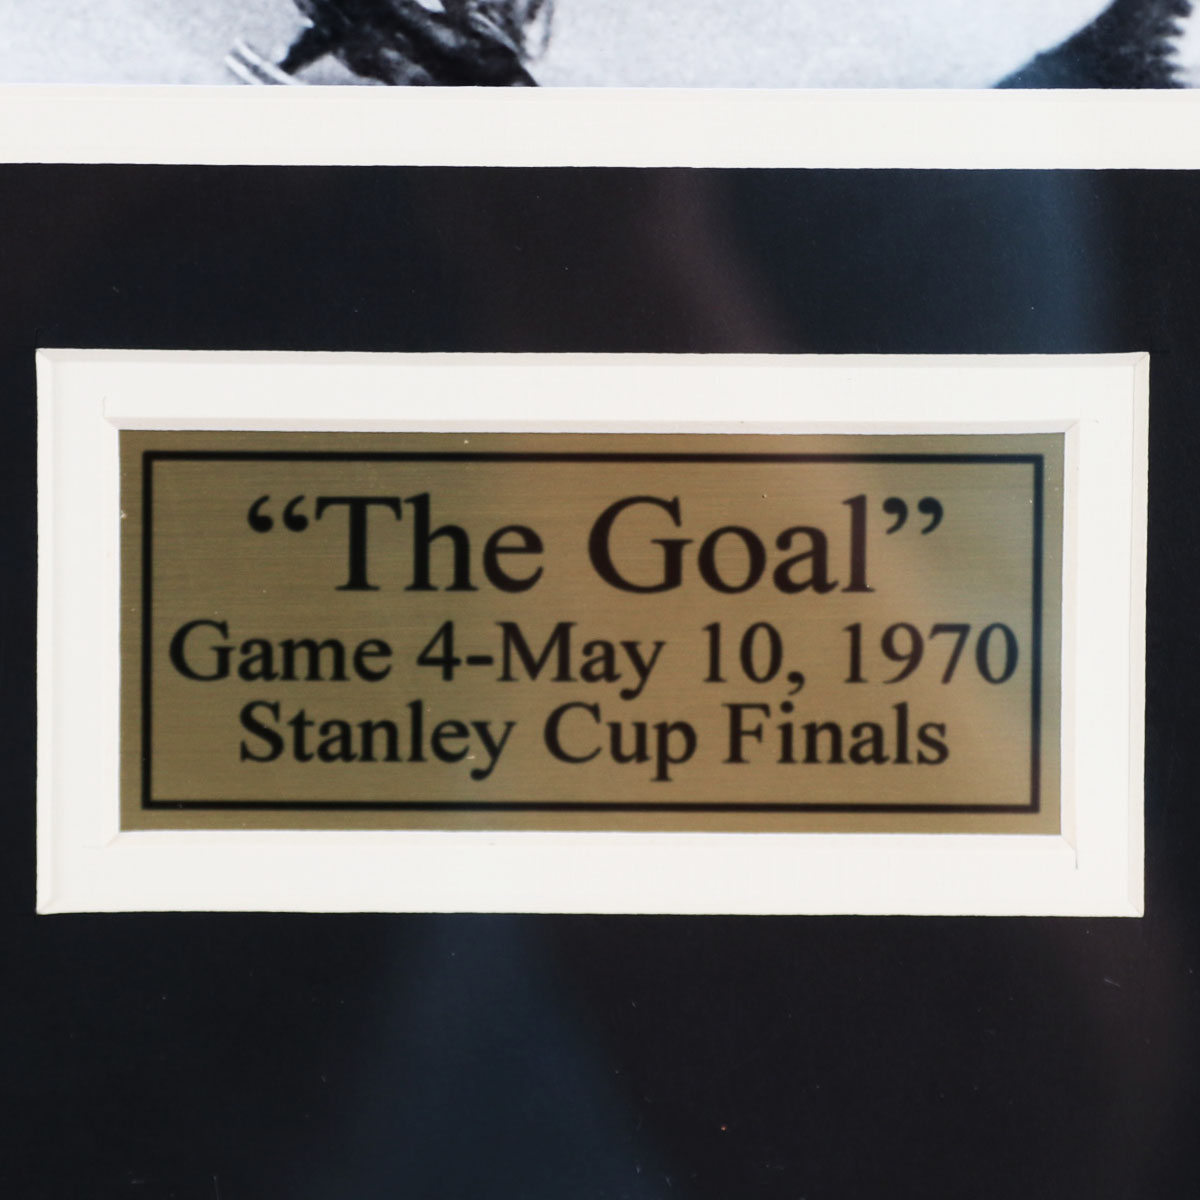 “The Goal”
Game 4-May 10, 1970
Stanley Cup Finals